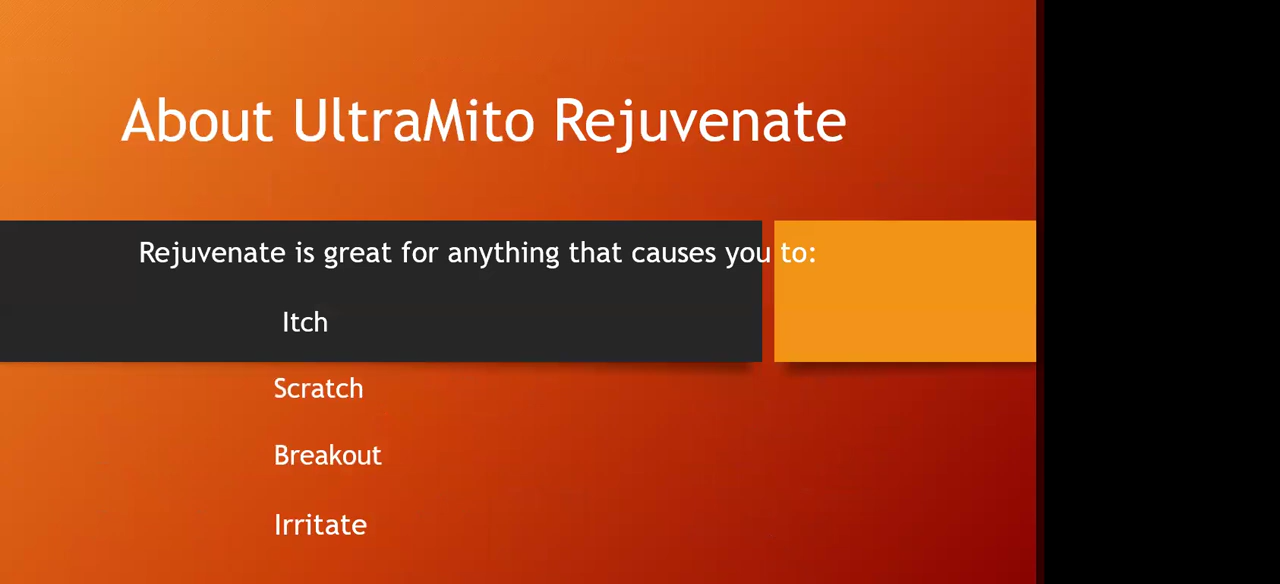 About UltraMito Rejuvenate
Rejuvenate is great for anything that causes you to:
Itch
Scratch
Breakout
Irritate